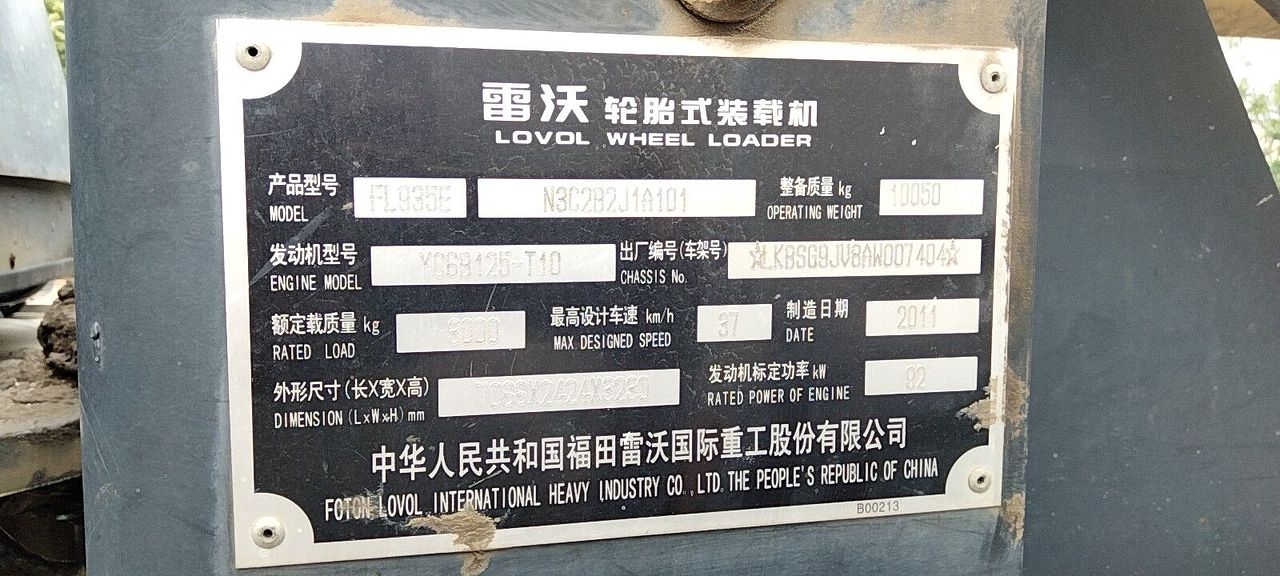 雷沃 轮胎式装载机
LOVOL WHEEL LOADER
产品型号 FL935E N3C2B2J1A101 整备质量 kg 10050
MODEL OPERATING WEIGHT
发动机型号 YC6B125-T10 出厂编号(车架号)
ENGINE MODEL CHASSIS No.
额定载质量 kg 最高设计车速 km/h 37 制造日期 2011
RATED LOAD MAX DESIGNED SPEED DATE
外形尺寸(长X宽X高) 发动机标定功率 kW 92
DIMENSION (LxWxH) mm RATED POWER OF ENGINE
中华人民共和国福田雷沃国际重工股份有限公司
FOTON LOVOL INTERNATIONAL HEAVY INDUSTRY CO.,LTD. THE PEOPLE'S REPUBLIC OF CHINA
B00213